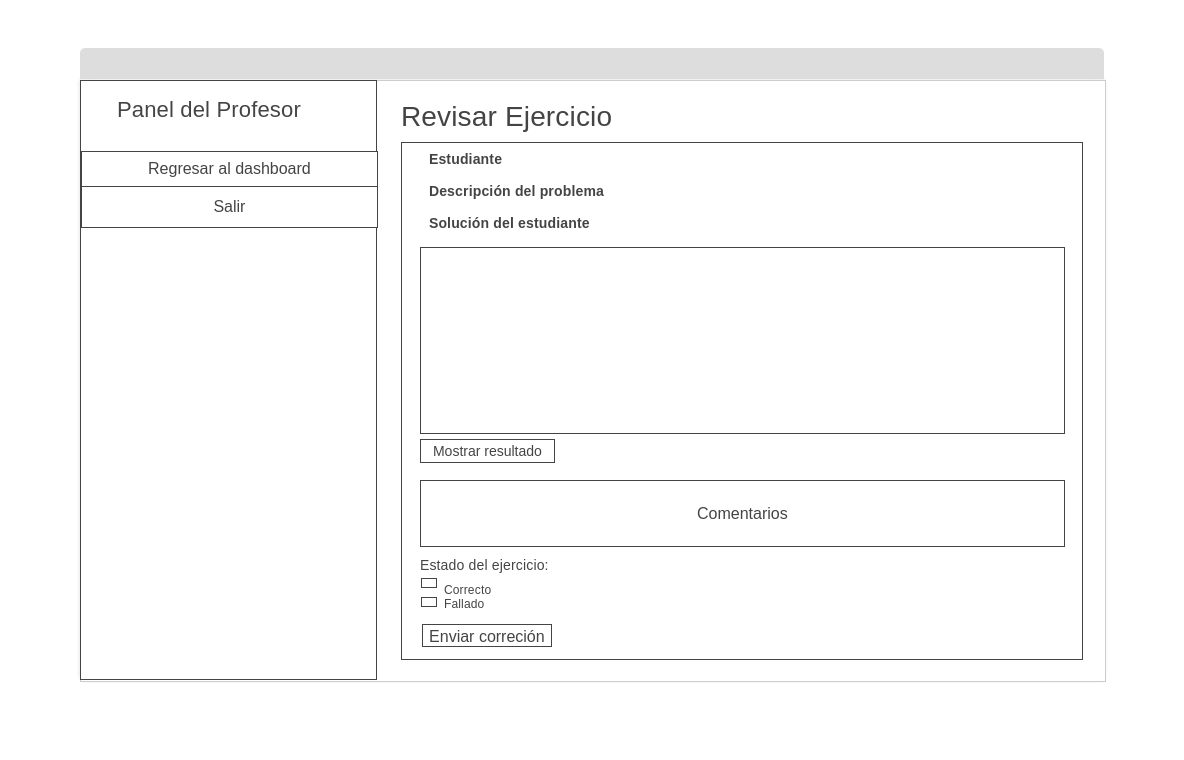 Panel del Profesor
Regresar al dashboard
Salir
Revisar Ejercicio
Estudiante
Descripción del problema
Solución del estudiante
Mostrar resultado
Comentarios
Estado del ejercicio:
Correcto
Fallado
Enviar correción